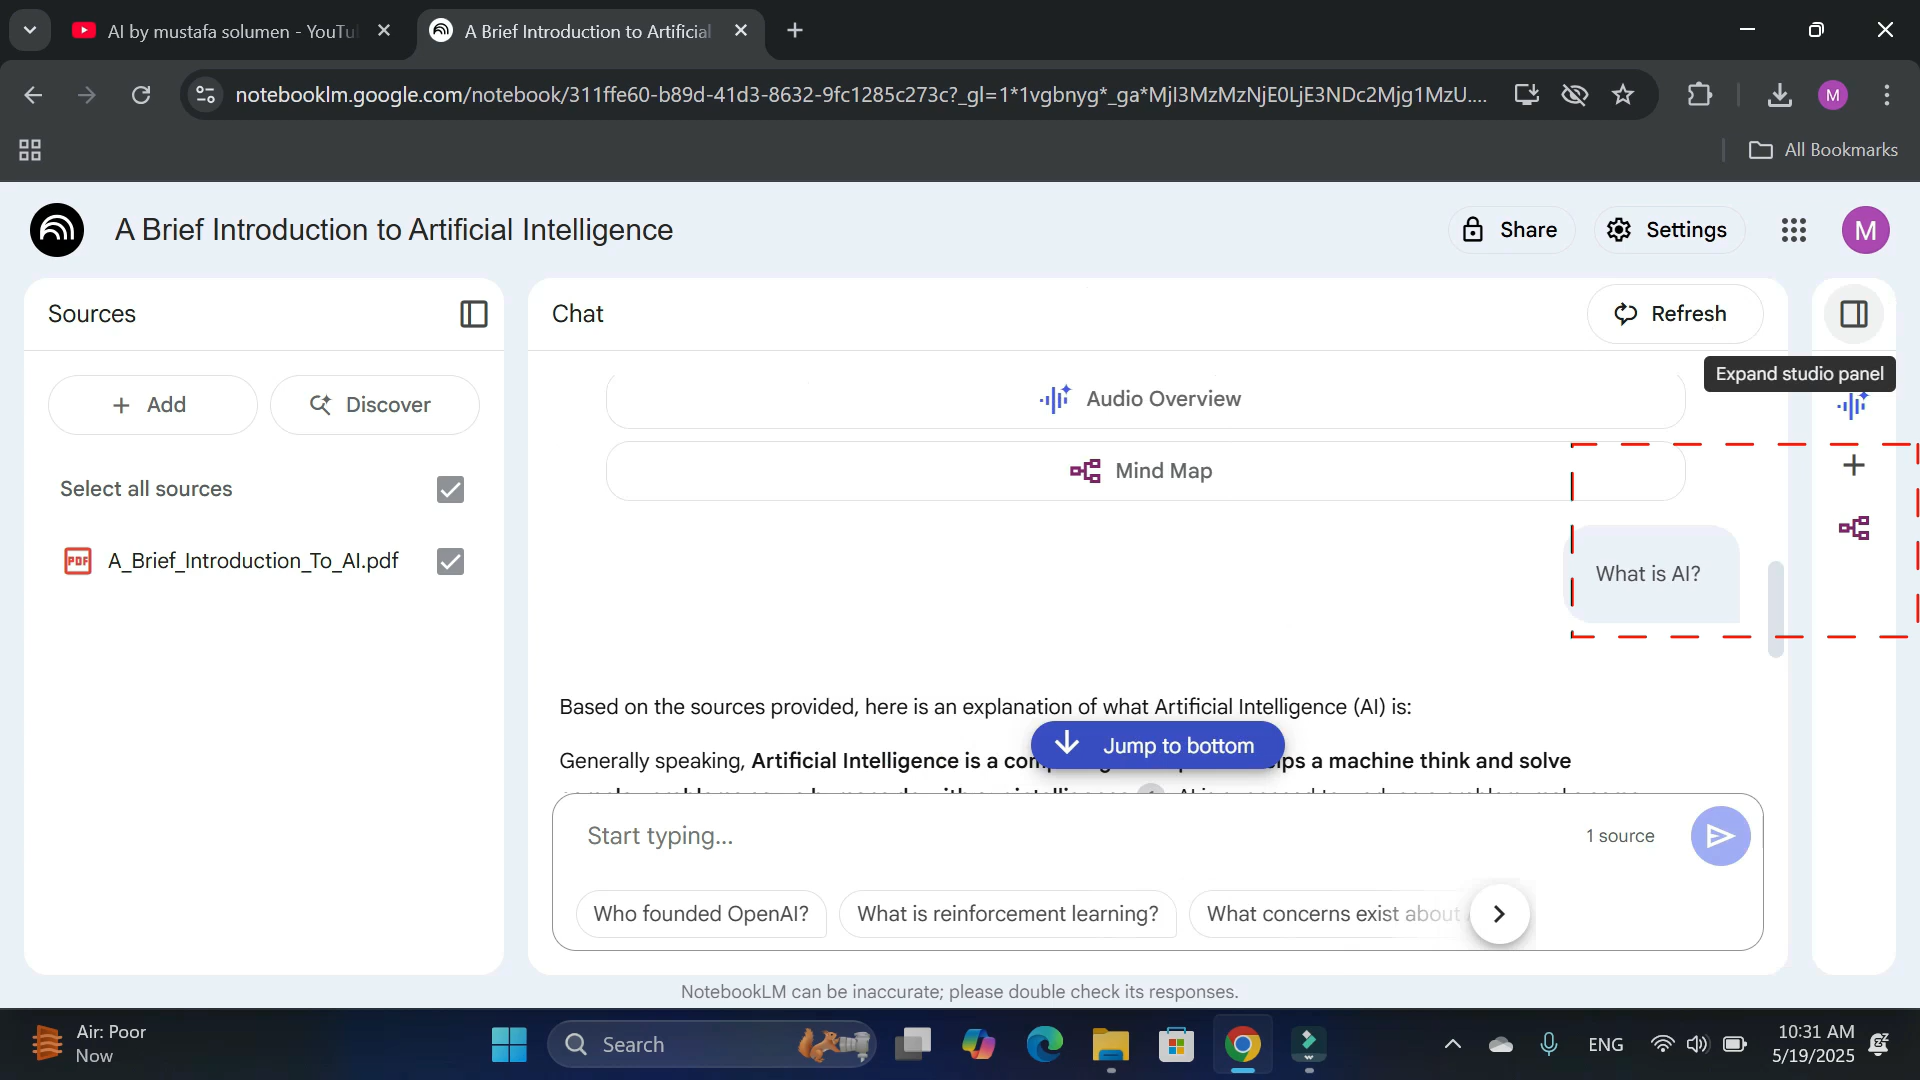 AI by mustafa solumen - YouTu
A Brief Introduction to Artificial
notebooklm.google.com/notebook/311ffe60-b89d-41d3-8632-9fc1285c273c?_gl=1*1vgbnyg*_ga*MjI3MzMzNjE0LjE3NDc2Mjg1MzU....
M
All Bookmarks
A Brief Introduction to Artificial Intelligence
Share
Settings
M
Sources
Chat
Refresh
Expand studio panel
Add
Discover
Audio Overview
Mind Map
Select all sources
PDF
A_Brief_Introduction_To_AI.pdf
What is AI?
Based on the sources provided, here is an explanation of what Artificial Intelligence (AI) is:
Jump to bottom
Generally speaking, Artificial Intelligence is a a machine think and solve
Start typing...
1 source
Who founded OpenAI?
What is reinforcement learning?
What concerns exist about
NotebookLM can be inaccurate; please double check its responses.
Air: Poor
Now
Search
ENG
10:31 AM
5/19/2025